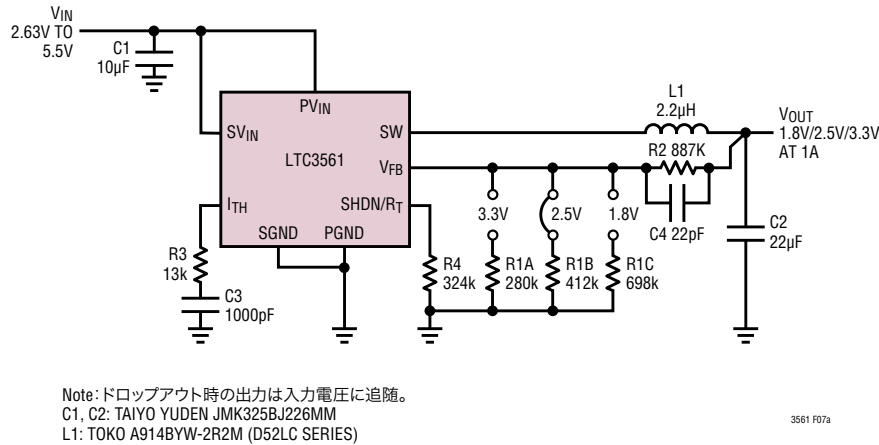 VIN
2.63V TO
5.5V
C1
10µF
PVIN
SVIN
SW
LTC3561
VFB
ITH
SHDN/RT
SGND
PGND
L1
2.2µH
VOUT
1.8V/2.5V/3.3V
AT 1A
R2 887K
C4 22pF
3.3V
2.5V
1.8V
C2
22µF
R3
13k
C3
1000pF
R4
324k
R1A
280k
R1B
412k
R1C
698k
Note:ドロップアウト時の出力は入力電圧に追随。
C1, C2: TAIYO YUDEN JMK325BJ226MM
L1: TOKO A914BYW-2R2M (D52LC SERIES)
3561 F07a